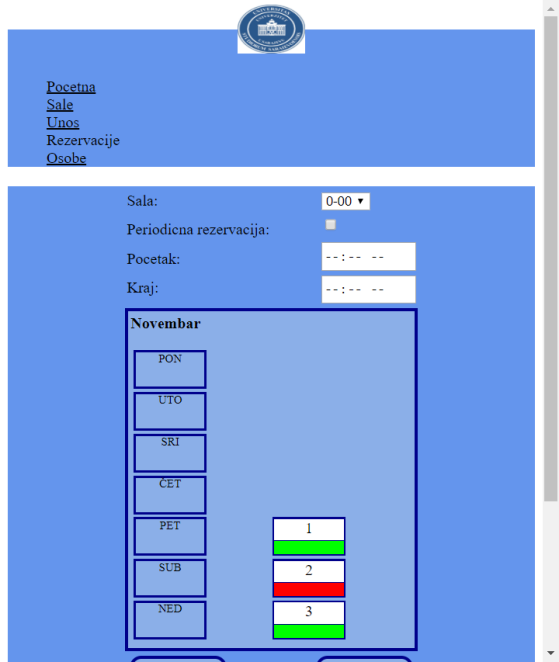 Pocetna
Sale
Unos
Rezervacije
Osobe
Sala: 0-00
Periodicna rezervacija:
Pocetak: --:-- --
Kraj: --:-- --
Novembar
PON
UTO
SRI
ČET
PET 1
SUB 2
NED 3